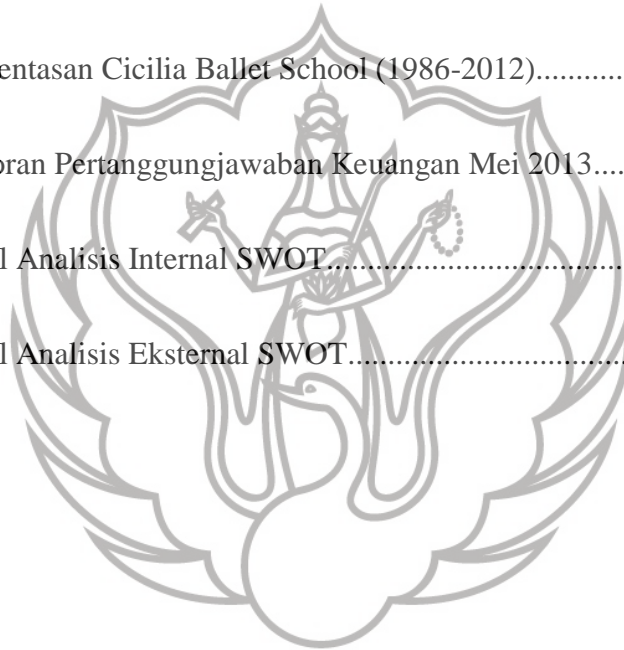 entasan Cicilia Ballet School (1986-2012)............
oran Pertanggungjawaban Keuangan Mei 2013....
l Analisis Internal SWOT....................................
l Analisis Eksternal SWOT..................................